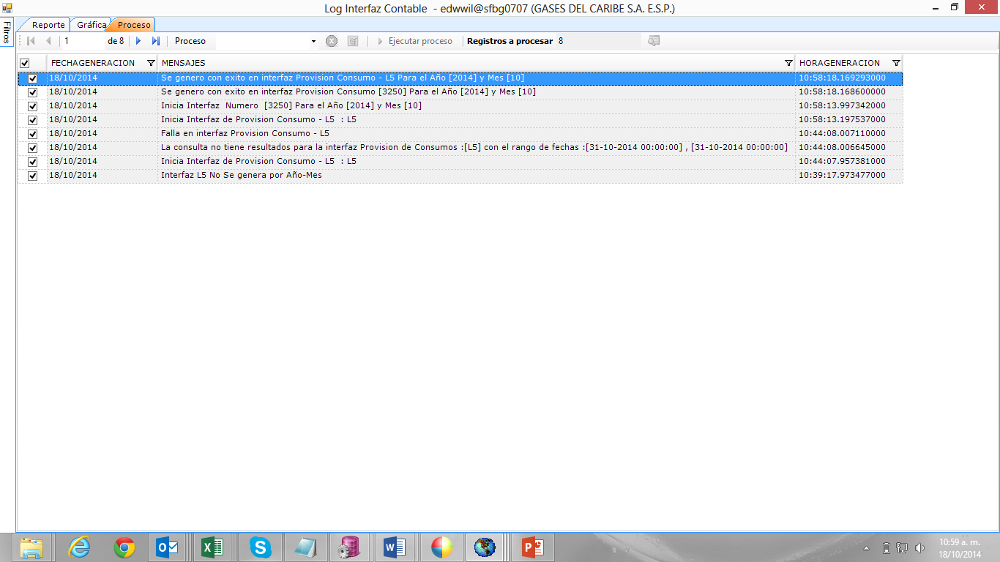 Log Interfaz Contable - edwwil@sfbg0707 (GASES DEL CARIBE S.A. E.S.P.)
Filtros
Reporte Gráfica Proceso
1 de 8 Proceso Ejecutar proceso Registros a procesar 8
FECHAGENERACION MENSAJES HORAGENERACION
18/10/2014 Se genero con exito en interfaz Provision Consumo - L5 Para el Año [2014] y Mes [10] 10:58:18.169293000
18/10/2014 Se genero con exito en interfaz Provision Consumo [3250] Para el Año [2014] y Mes [10] 10:58:18.168600000
18/10/2014 Inicia Interfaz Numero [3250] Para el Año [2014] y Mes [10] 10:58:13.997342000
18/10/2014 Inicia Interfaz de Provision Consumo - L5 : L5 10:58:13.197537000
18/10/2014 Falla en interfaz Provision Consumo - L5 10:44:08.007110000
18/10/2014 La consulta no tiene resultados para la interfaz Provision de Consumos :[L5] con el rango de fechas :[31-10-2014 00:00:00] , [31-10-2014 00:00:00] 10:44:08.006645000
18/10/2014 Inicia Interfaz de Provision Consumo - L5 : L5 10:44:07.957381000
18/10/2014 Interfaz L5 No Se genera por Año-Mes 10:39:17.973477000
10:59 a. m.
18/10/2014